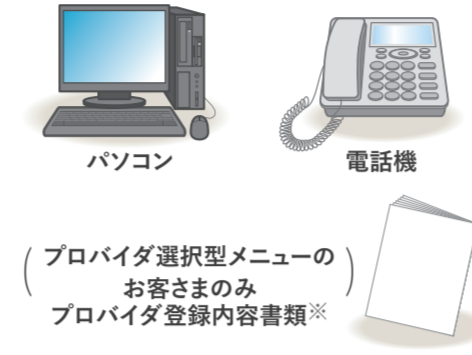 パソコン
電話機
( プロバイダ選択型メニューの
お客さまのみ )
プロバイダ登録内容書類※